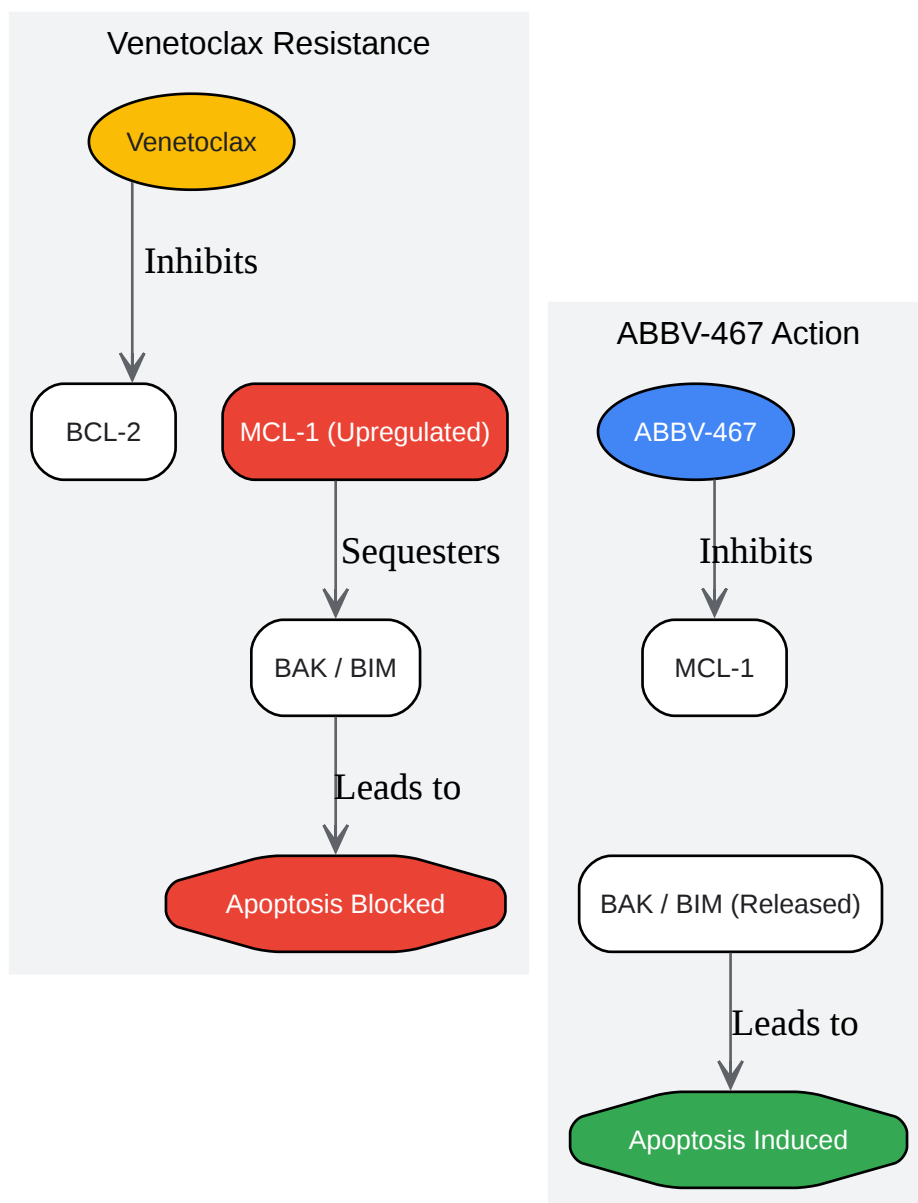 Venetoclax Resistance
Venetoclax
Inhibits
BCL-2
MCL-1 (Upregulated)
Sequesters
BAK / BIM
Leads to
Apoptosis Blocked
ABBV-467 Action
ABBV-467
Inhibits
MCL-1
BAK / BIM (Released)
Leads to
Apoptosis Induced